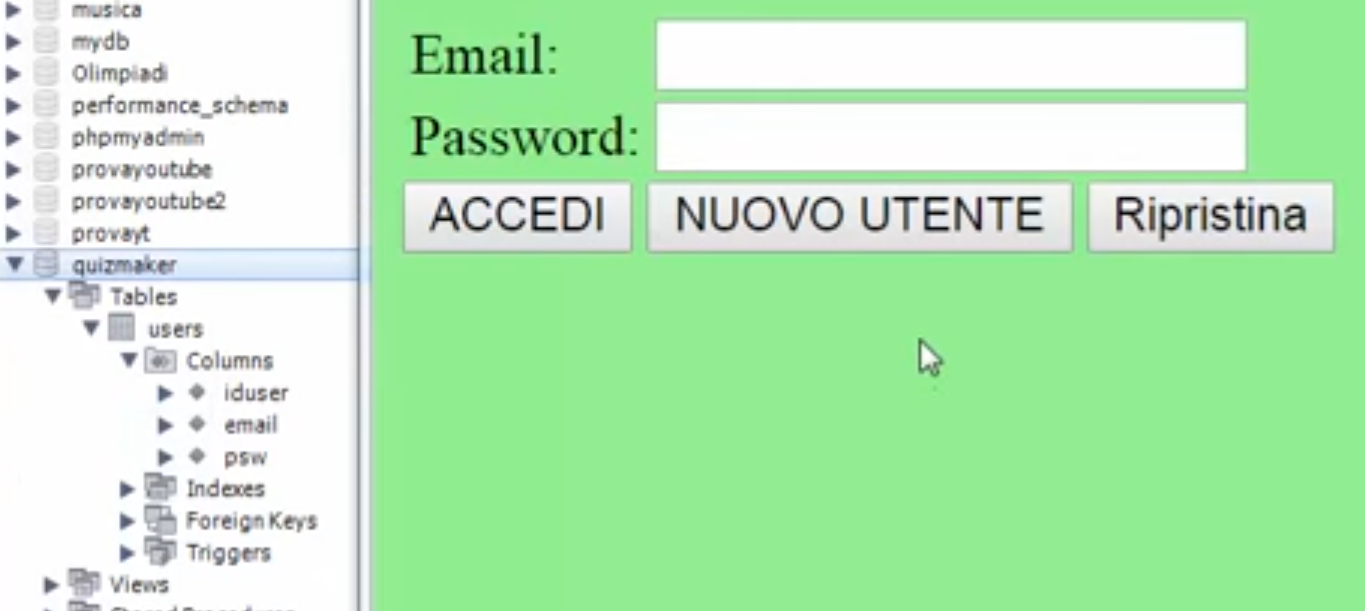 musica
mydb
Olimpiadi
performance_schema
phpmyadmin
provayoutube
provayoutube2
provayt
quizmaker
Tables
users
Columns
iduser
email
psw
Indexes
Foreign Keys
Triggers
Views
Email:
Password:
ACCEDI NUOVO UTENTE Ripristina